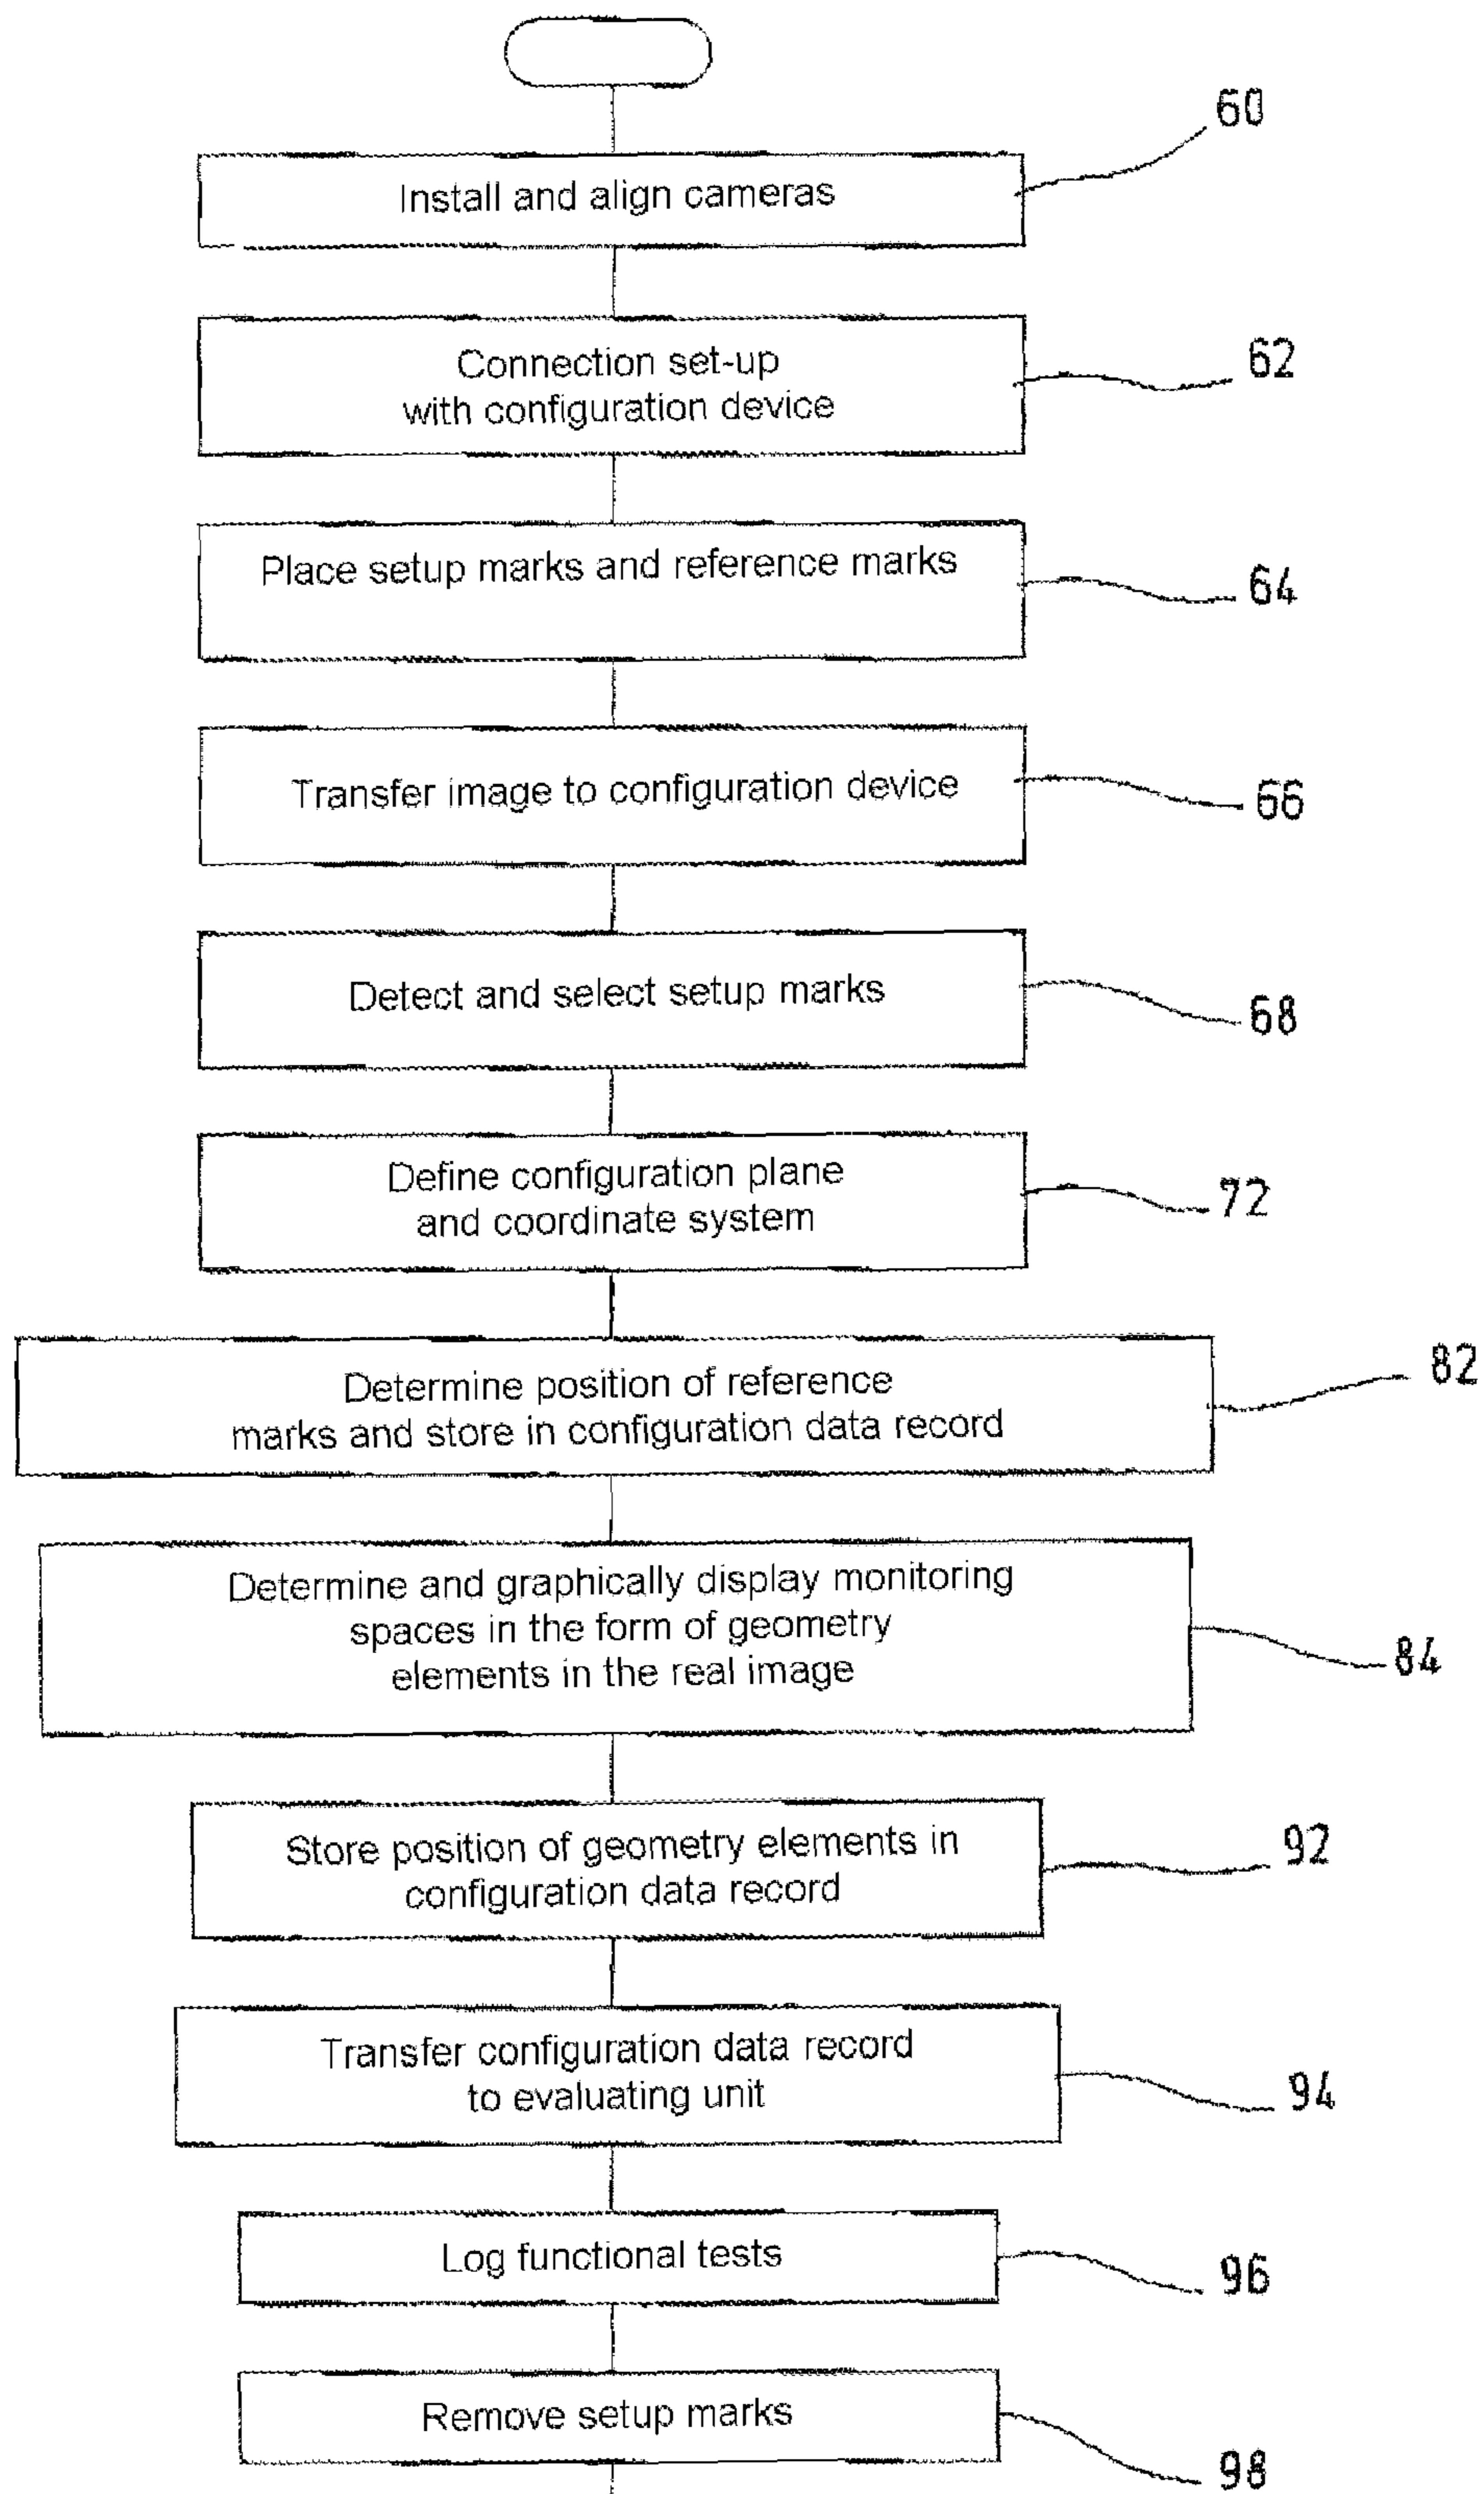 60
Install and align cameras
Connection set-up
with configuration device
62
Place setup marks and reference marks
64
Transfer image to configuration device
66
Detect and select setup marks
68
Define configuration plane
and coordinate system
72
Determine position of reference
marks and store in configuration data record
82
Determine and graphically display monitoring
spaces in the form of geometry
elements in the real image
84
Store position of geometry elements in
configuration data record
92
Transfer configuration data record
to evaluating unit
94
Log functional tests
96
Remove setup marks
98